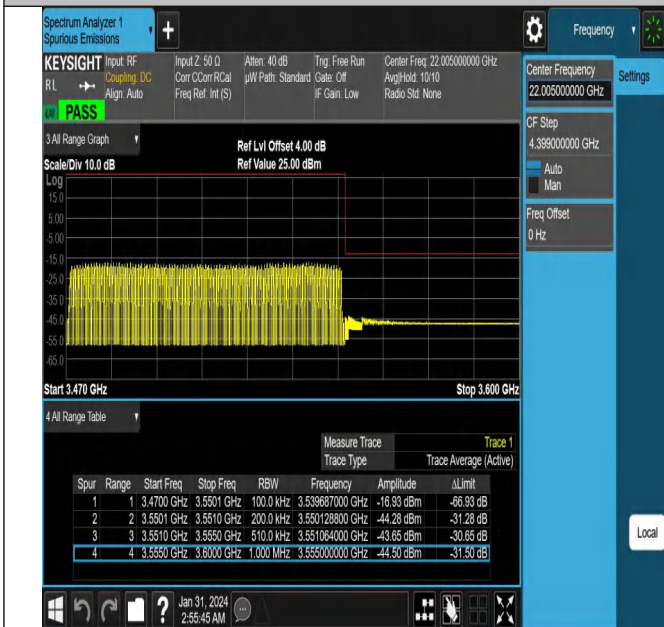 Spectrum Analyzer 1
Spurious Emissions
+
Frequency
KEYSIGHT Input: RF Input Z: 50 Ω Atten: 40 dB Trig: Free Run Center Freq: 22.005000000 GHz
RL Coupling: DC Corr CCorr RCal µW Path: Standard Gate: Off Avg|Hold: 10/10
Align: Auto Freq Ref: Int (S) IF Gain: Low Radio Std: None
PASS
Center Frequency
22.005000000 GHz
Settings
CF Step
4.399000000 GHz
Auto
Man
Freq Offset
0 Hz
3 All Range Graph
Ref Lvl Offset 4.00 dB
Scale/Div 10.0 dB Ref Value 25.00 dBm
Log
15.0
5.00
-5.00
-15.0
-25.0
-35.0
-45.0
-55.0
-65.0
Start 3.470 GHz Stop 3.600 GHz
4 All Range Table
Measure Trace Trace 1
Trace Type Trace Average (Active)
Spur Range Start Freq Stop Freq RBW Frequency Amplitude ΔLimit
1 1 3.4700 GHz 3.5501 GHz 100.0 kHz 3.539687000 GHz -16.93 dBm -66.93 dB
2 2 3.5501 GHz 3.5510 GHz 200.0 kHz 3.550128800 GHz -44.28 dBm -31.28 dB
3 3 3.5510 GHz 3.5550 GHz 510.0 kHz 3.551064000 GHz -43.65 dBm -30.65 dB
4 4 3.5550 GHz 3.6000 GHz 1.000 MHz 3.555000000 GHz -44.50 dBm -31.50 dB
Local
?
Jan 31, 2024
2:55:45 AM